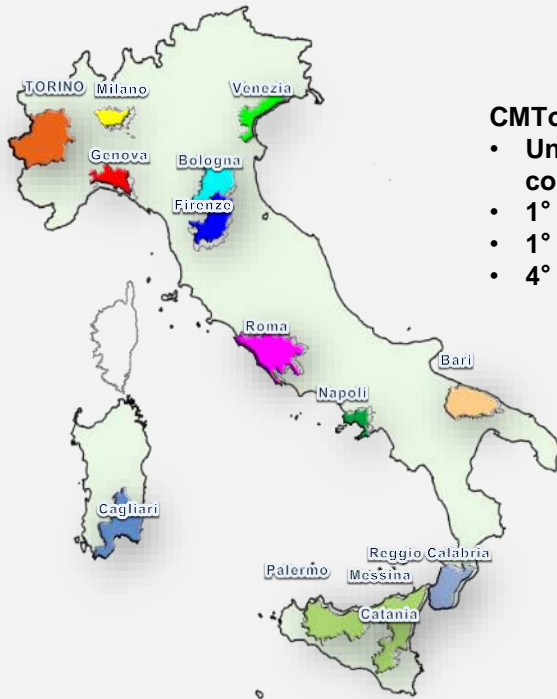 TORINO
Milano
Venezia
Genova
Bologna
Firenze
CMTo
• Un
co
• 1°
• 1°
• 4°
Roma
Bari
Napoli
Cagliari
Reggio Calabria
Palermo
Messina
Catania